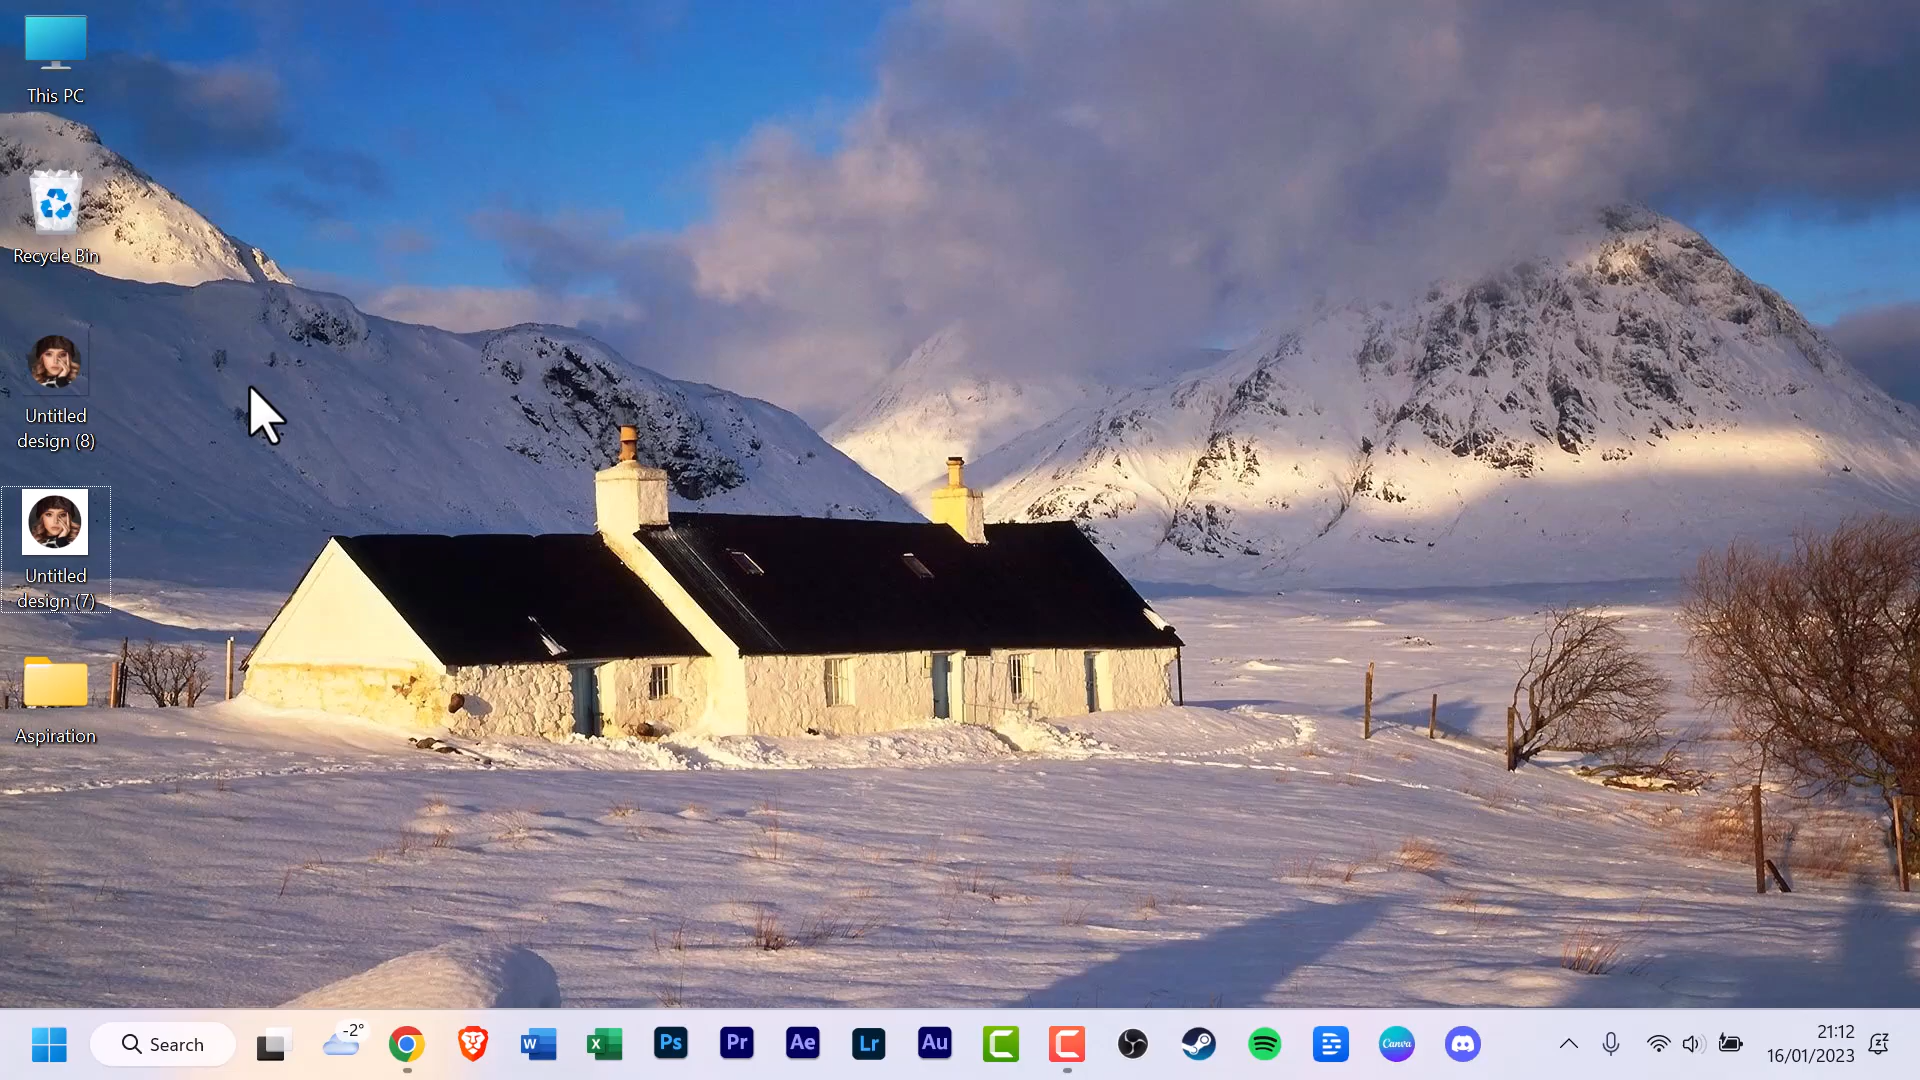 This PC
Recycle Bin
Untitled
design (8)
Untitled
design (7)
Aspiration
Search
-2°
W
X
Ps
Pr
Ae
Lr
Au
Canva
21:12
16/01/2023